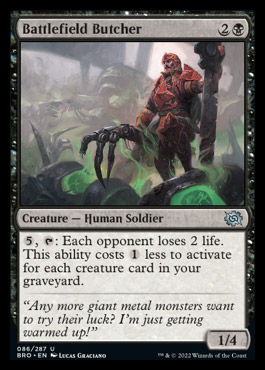 Battlefield Butcher 2
Creature — Human Soldier
5, : Each opponent loses 2 life.
This ability costs 1 less to activate
for each creature card in your
graveyard.
“Any more giant metal monsters want
to try their luck? I’m just getting
warmed up!”
1/4
086/287 U
BRO • EN LUCAS GRACIANO
™ & © 2022 Wizards of the Coast